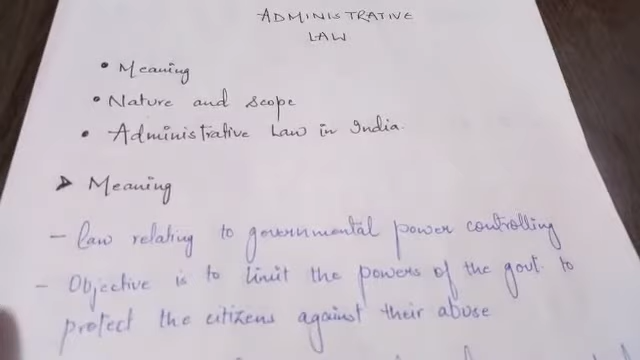 ADMINISTRATIVE
LAW
• Meaning
• Nature and scope
• Administrative Law in India.
➤ Meaning
- Law relating to governmental power controlling
- Objective is to limit the powers of the govt. to
protect the citizens against their abuse